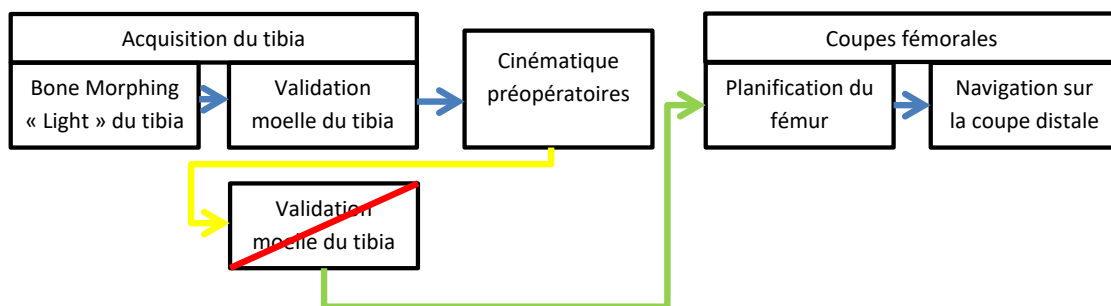 Acquisition du tibia
Bone Morphing
« Light » du tibia
Validation
moelle du tibia
Cinématique
préopératoires
Coupes fémorales
Planification du
fémur
Navigation sur
la coupe distale
Validation
moelle du tibia